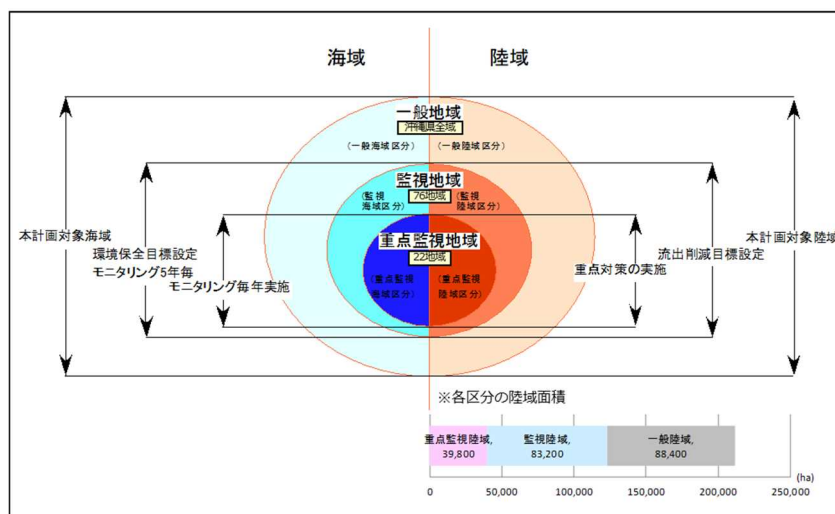 海域
陸域
一般地域
沖縄県全域
(一般海域区分)
(一般陸域区分)
監視地域
76地域
(監視
海域区分)
(監視
陸域区分)
重点監視地域
22地域
(重点監視
海域区分)
(重点監視
陸域区分)
本計画対象海域
環境保全目標設定
モニタリング5年毎
モニタリング毎年実施
重点対策の実施
流出削減目標設定
本計画対象陸域
※各区分の陸域面積
重点監視陸域,
39,800
監視陸域,
83,200
一般陸域,
88,400
(ha)
0
50,000
100,000
150,000
200,000
250,000